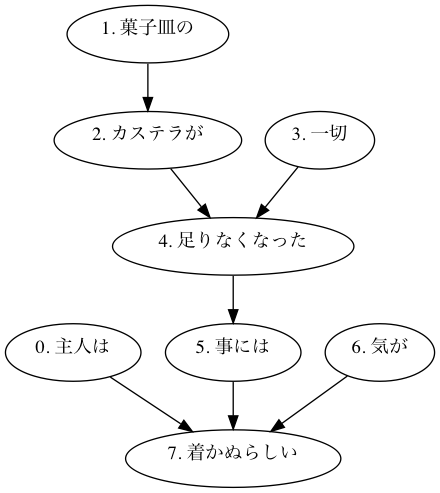 1. 菓子皿の
2. カステラが
3. 一切
4. 足りなくなった
0. 主人は
5. 事には
6. 気が
7. 着かぬらしい